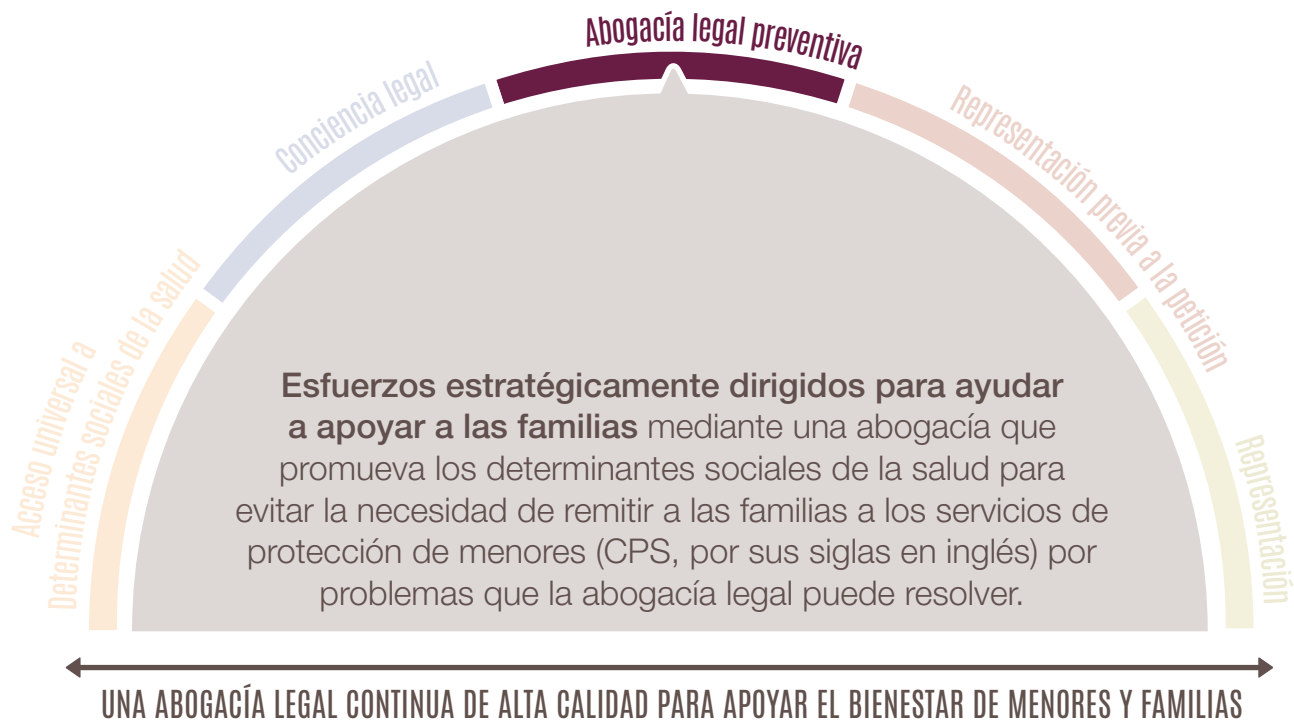 Acceso universal a
Determinantes sociales de la salud
Conciencia legal
Abogacía legal preventiva
Representación previa a la petición
Representación
Esfuerzos estratégicamente dirigidos para ayudar
a apoyar a las familias mediante una abogacía que
promueva los determinantes sociales de la salud para
evitar la necesidad de remitir a las familias a los servicios de
protección de menores (CPS, por sus siglas en inglés) por
problemas que la abogacía legal puede resolver.
UNA ABOGACÍA LEGAL CONTINUA DE ALTA CALIDAD PARA APOYAR EL BIENESTAR DE MENORES Y FAMILIAS